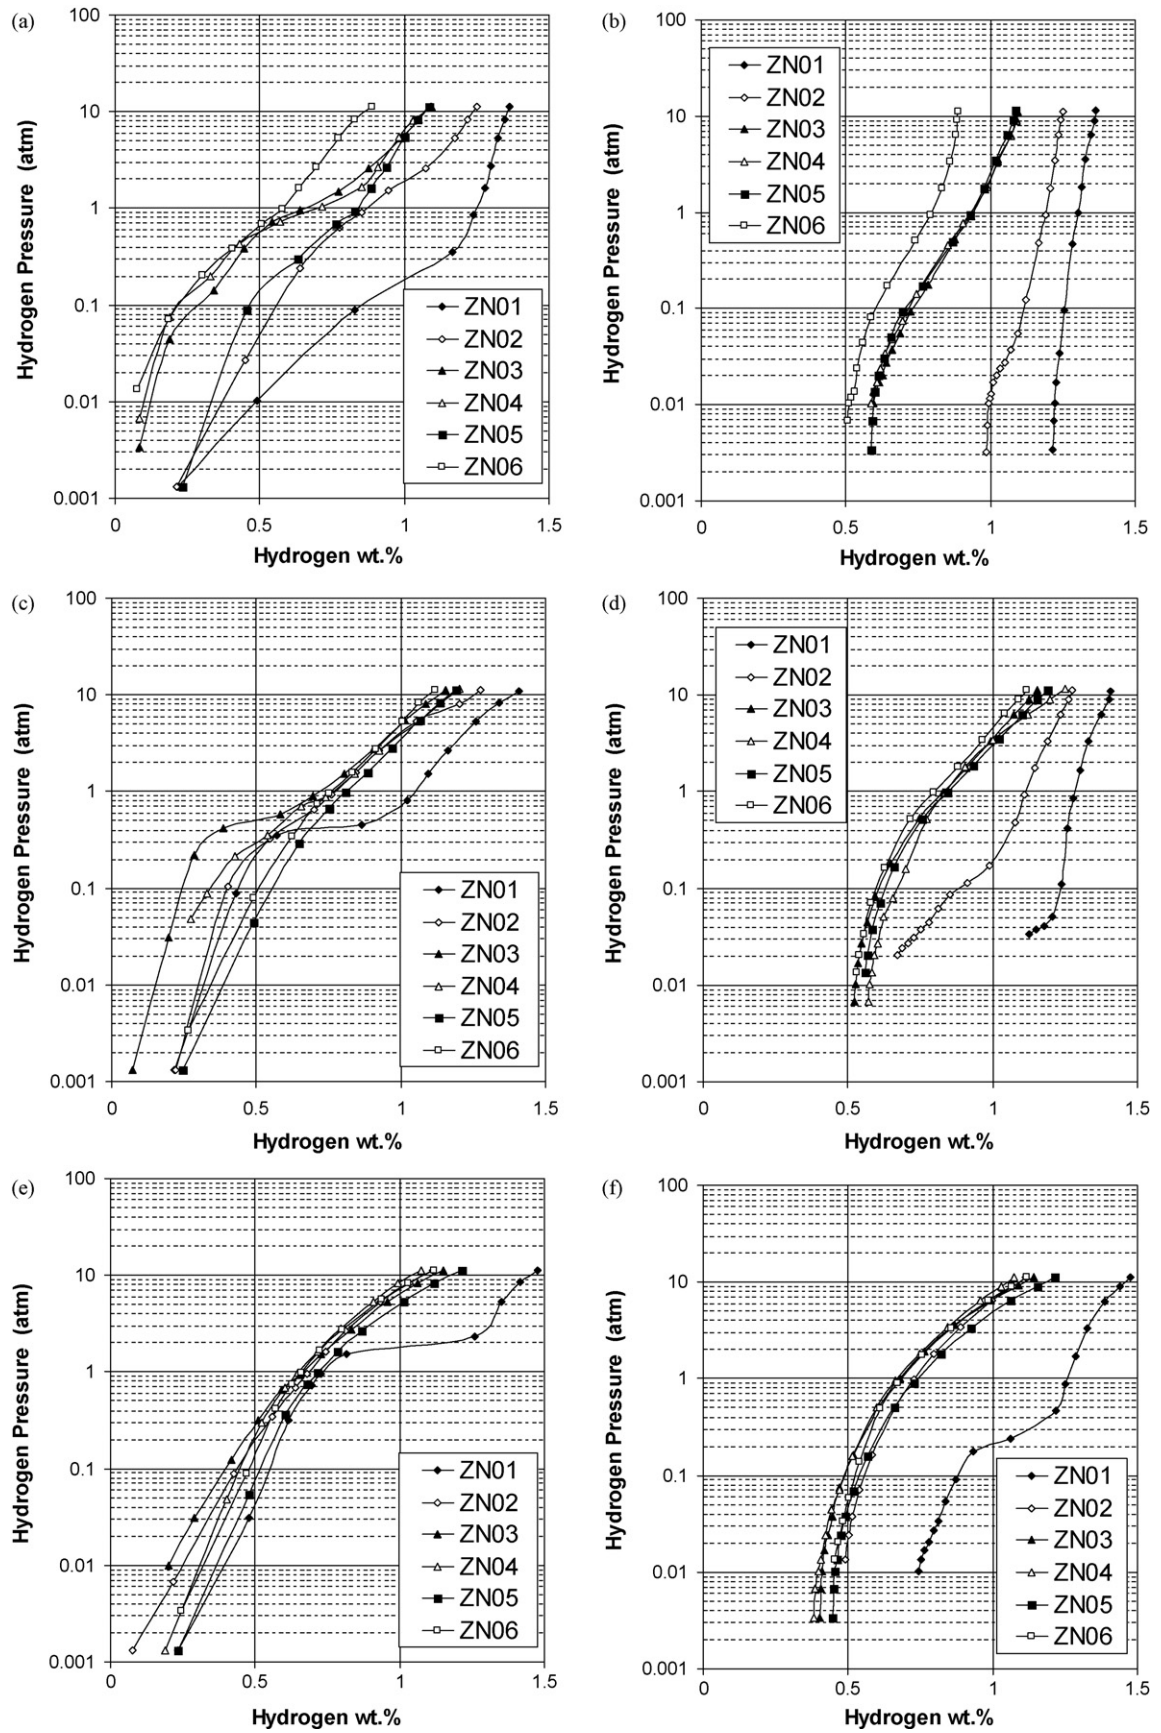 (a)
100
10
1
0.1
0.01
0.001
Hydrogen Pressure (atm)
0 0.5 1 1.5
Hydrogen wt.%
ZN01
ZN02
ZN03
ZN04
ZN05
ZN06
(b)
100
10
1
0.1
0.01
0.001
Hydrogen Pressure (atm)
0 0.5 1 1.5
Hydrogen wt.%
ZN01
ZN02
ZN03
ZN04
ZN05
ZN06
(c)
100
10
1
0.1
0.01
0.001
Hydrogen Pressure (atm)
0 0.5 1 1.5
Hydrogen wt.%
ZN01
ZN02
ZN03
ZN04
ZN05
ZN06
(d)
100
10
1
0.1
0.01
0.001
Hydrogen Pressure (atm)
0 0.5 1 1.5
Hydrogen wt.%
ZN01
ZN02
ZN03
ZN04
ZN05
ZN06
(e)
100
10
1
0.1
0.01
0.001
Hydrogen Pressure (atm)
0 0.5 1 1.5
Hydrogen wt.%
ZN01
ZN02
ZN03
ZN04
ZN05
ZN06
(f)
100
10
1
0.1
0.01
0.001
Hydrogen Pressure (atm)
0 0.5 1 1.5
Hydrogen wt.%
ZN01
ZN02
ZN03
ZN04
ZN05
ZN06